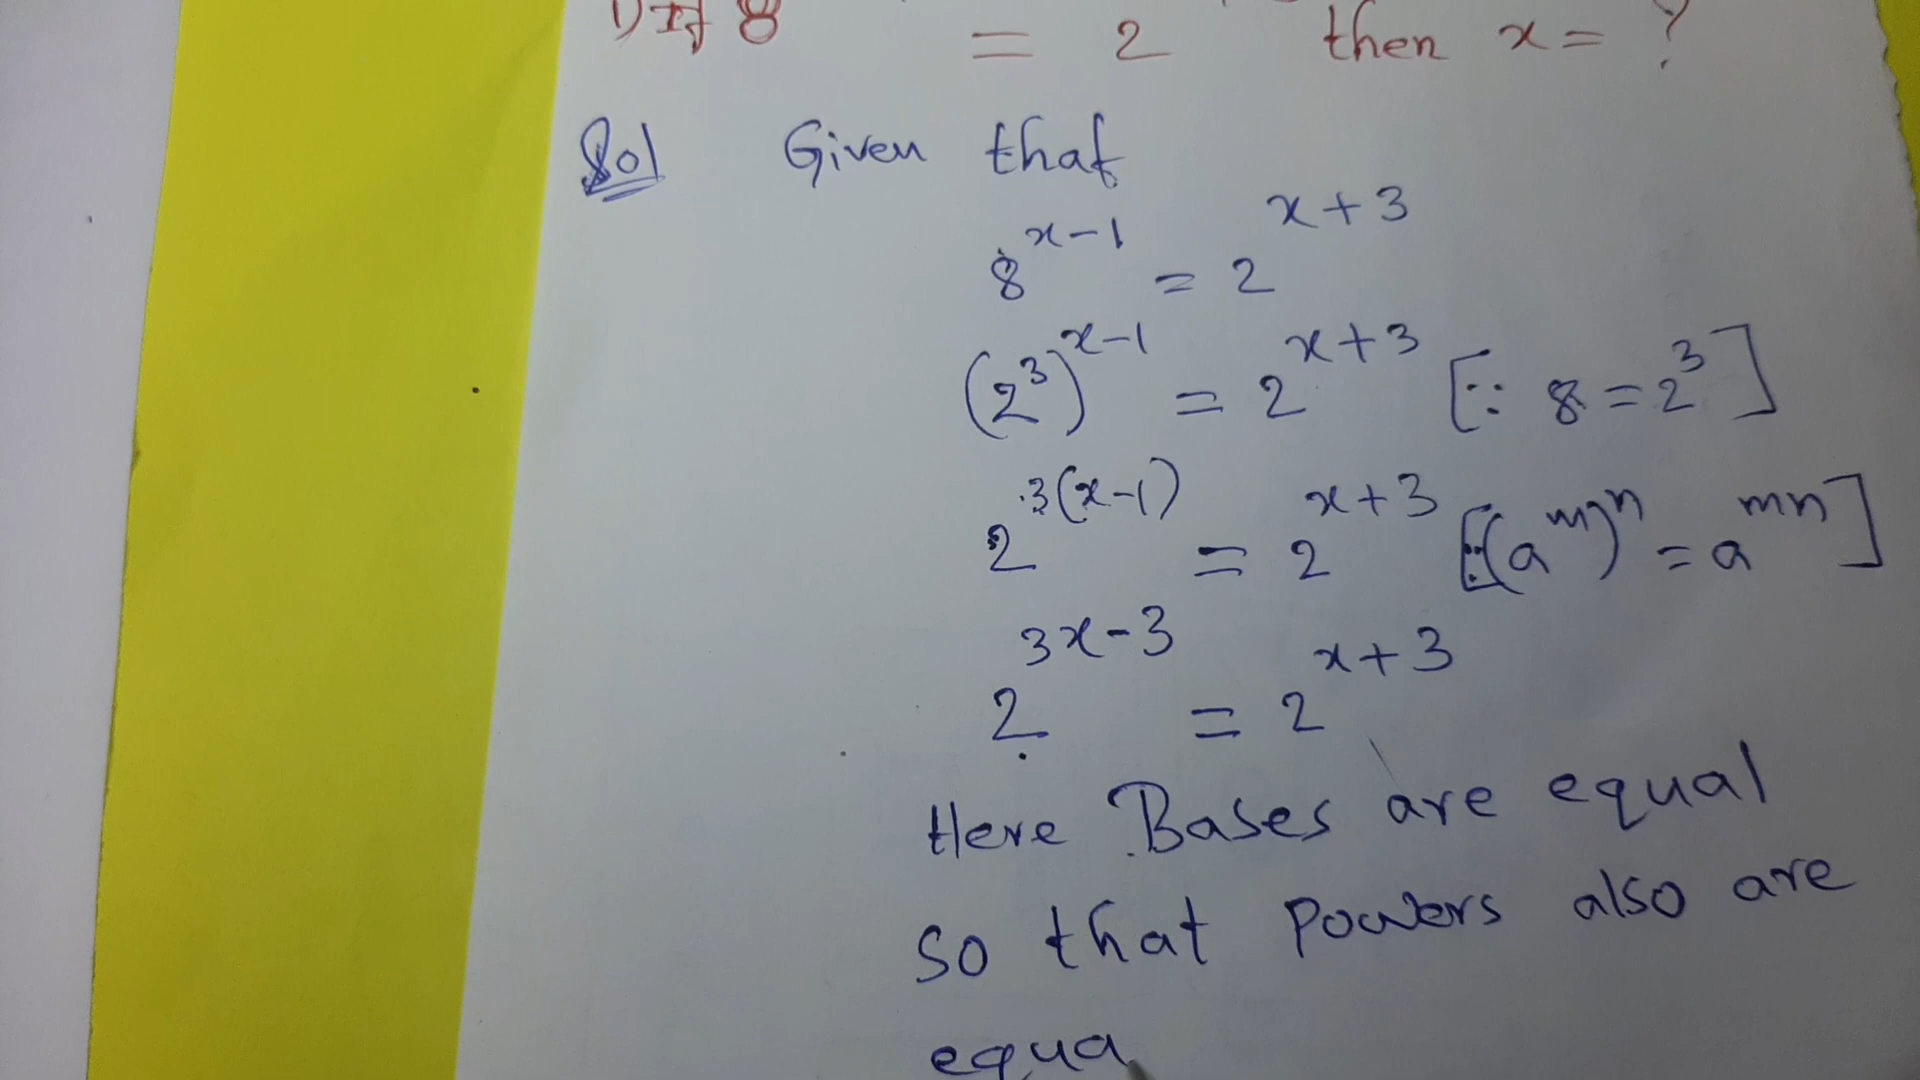 1) If 8 = 2 then x = ?
Sol Given that
8^{x-1} = 2^{x+3}
(2^3)^{x-1} = 2^{x+3} [∵ 8 = 2^3]
2^{3(x-1)} = 2^{x+3} [∵ (a^m)^n = a^{mn}]
2^{3x-3} = 2^{x+3}
Here Bases are equal
so that powers also are
equa